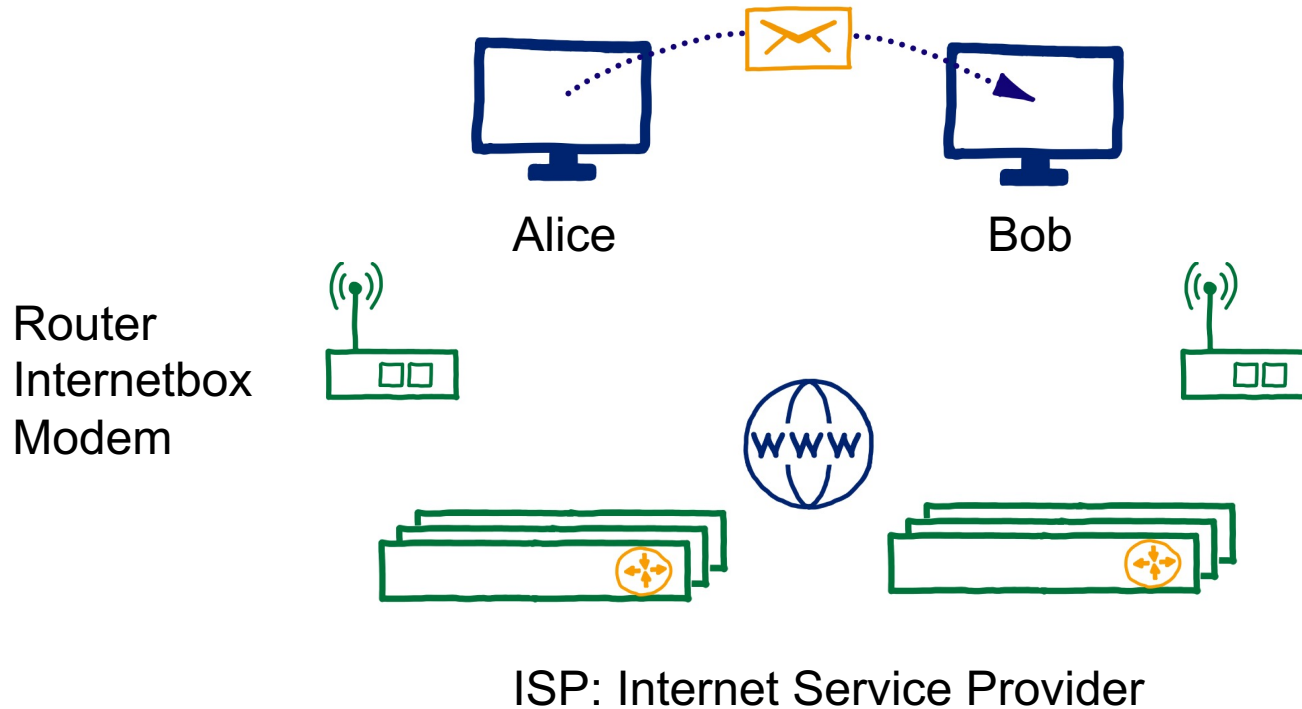 Alice
Bob
Router
Internetbox
Modem
WWW
ISP: Internet Service Provider